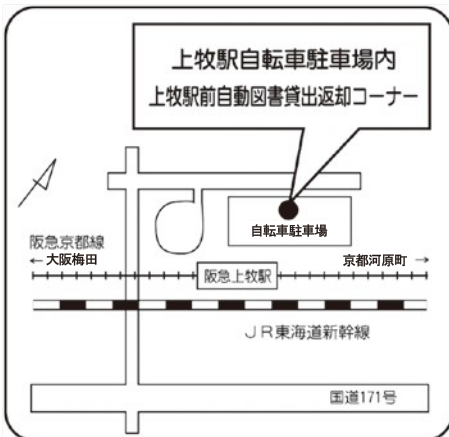 上牧駅自転車駐車場内
上牧駅前自動図書貸出返却コーナー
自転車駐車場
阪急京都線
← 大阪梅田
京都河原町 →
阪急上牧駅
JR東海道新幹線
国道171号